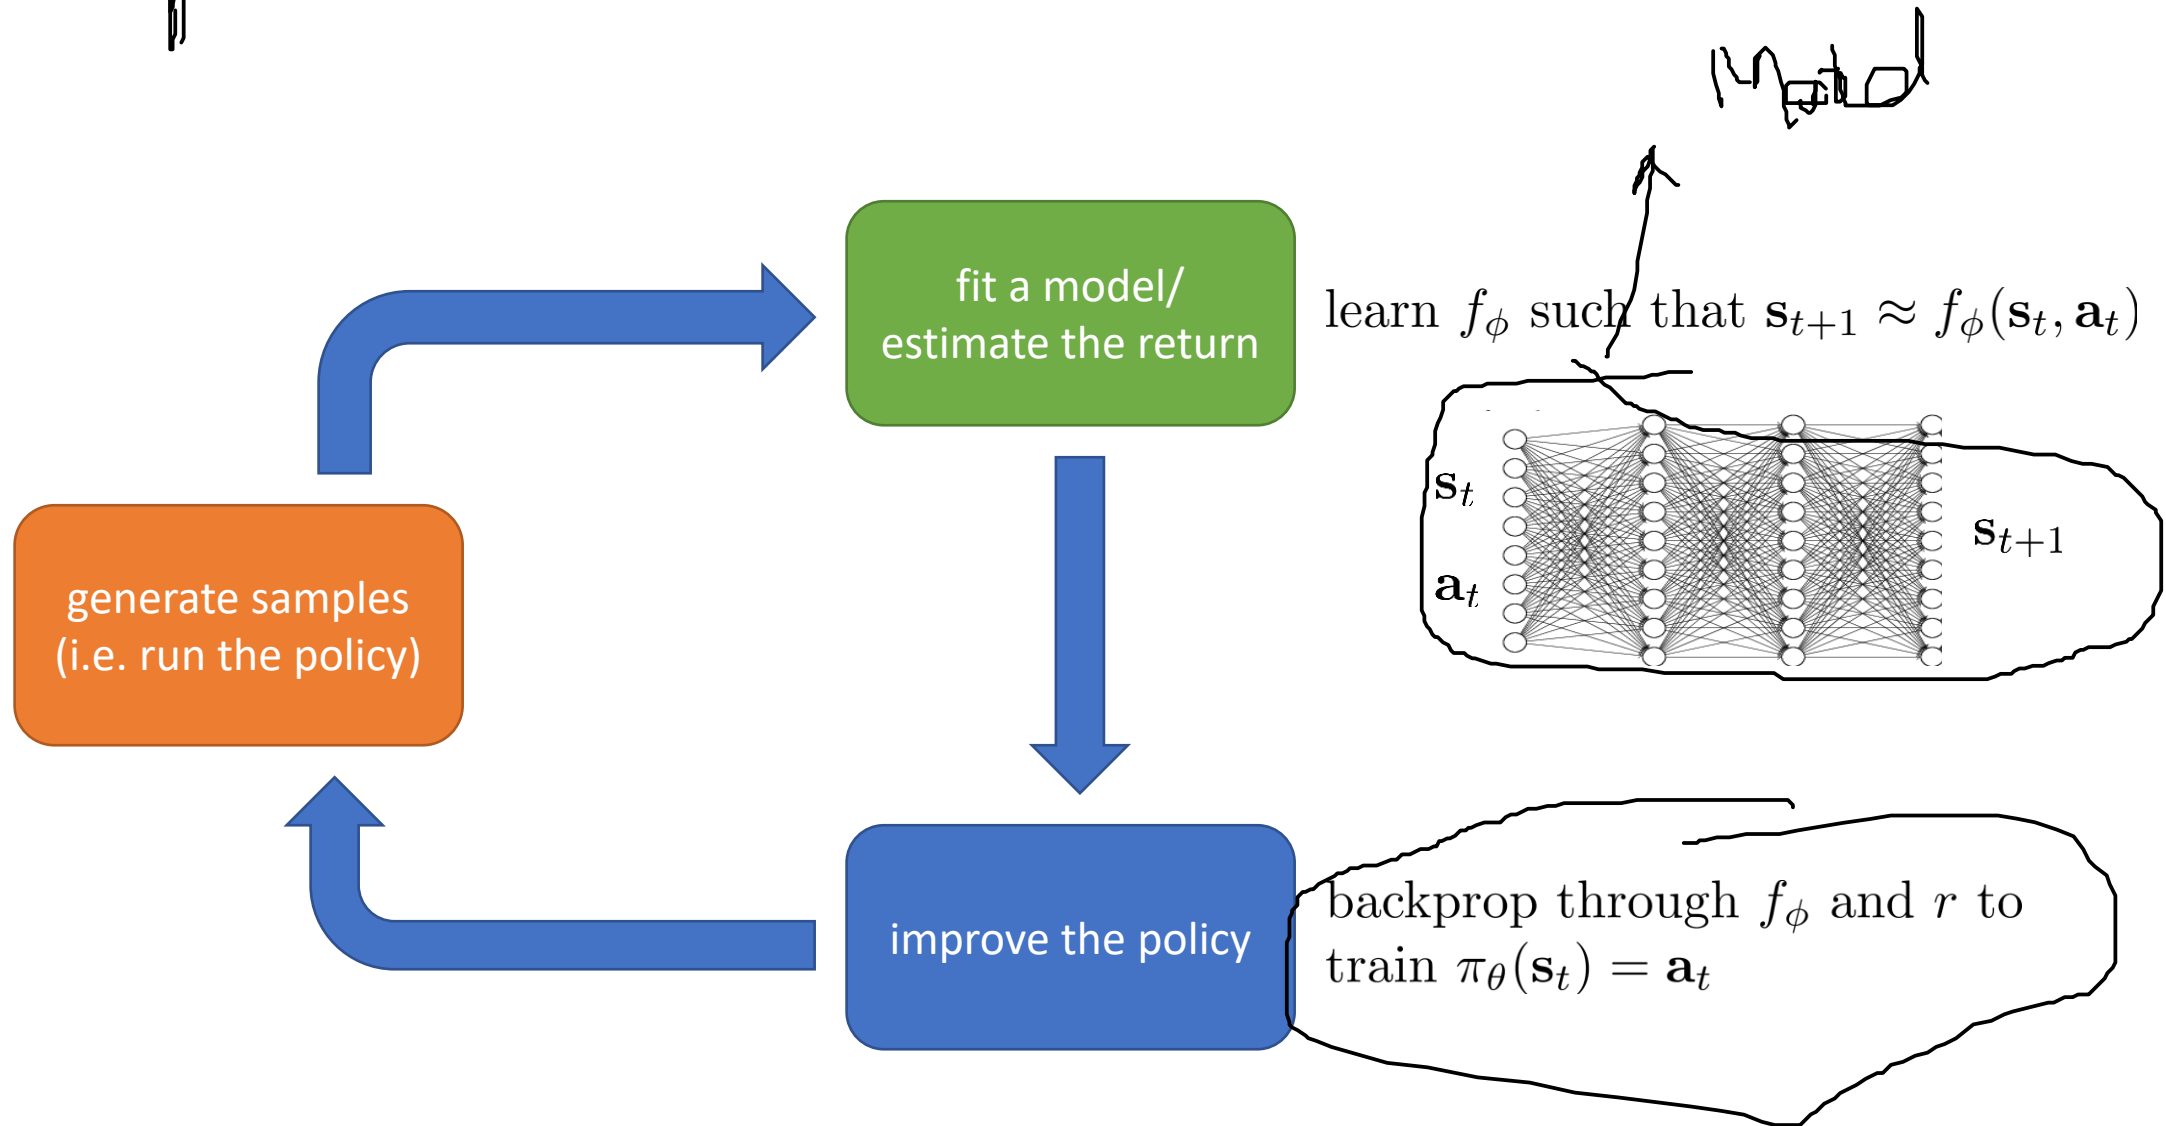 fit a model/
estimate the return
learn f_ϕ such that s_{t+1} ≈ f_ϕ(s_t, a_t)
s_t
a_t
s_{t+1}
generate samples
(i.e. run the policy)
improve the policy
backprop through f_ϕ and r to
train π_θ(s_t) = a_t